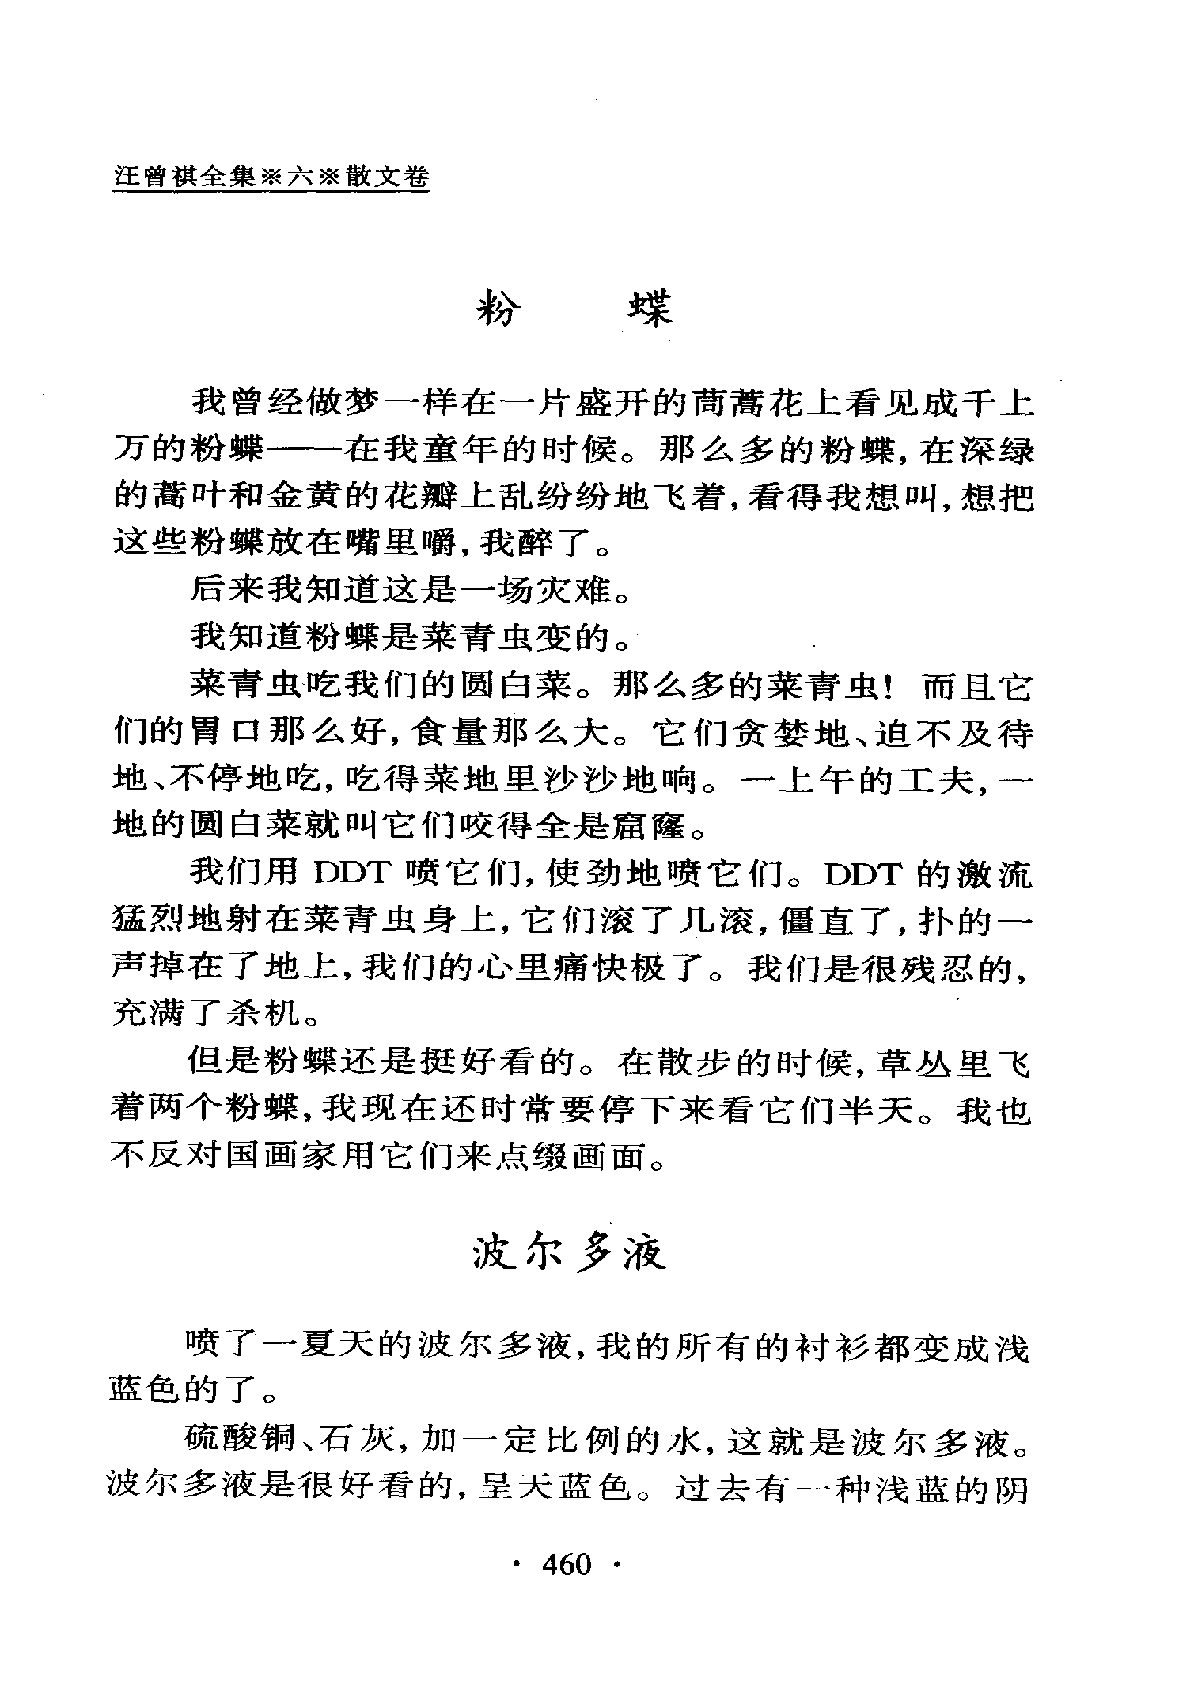 汪曾祺全集※六※散文卷
粉 蝶
我曾经做梦一样在一片盛开的茼蒿花上看见成千上
万的粉蝶——在我童年的时候。那么多的粉蝶,在深绿
的蒿叶和金黄的花瓣上乱纷纷地飞着,看得我想叫,想把
这些粉蝶放在嘴里嚼,我醉了。
后来我知道这是一场灾难。
我知道粉蝶是菜青虫变的。
菜青虫吃我们的圆白菜。那么多的菜青虫! 而且它
们的胃口那么好,食量那么大。它们贪婪地、迫不及待
地、不停地吃,吃得菜地里沙沙地响。一上午的工夫,一
地的圆白菜就叫它们咬得全是窟窿。
我们用 DDT 喷它们,使劲地喷它们。DDT 的激流
猛烈地射在菜青虫身上,它们滚了几滚,僵直了,扑的一
声掉在了地上,我们的心里痛快极了。我们是很残忍的,
充满了杀机。
但是粉蝶还是挺好看的。在散步的时候,草丛里飞
着两个粉蝶,我现在还时常要停下来看它们半天。我也
不反对国画家用它们来点缀画面。
波尔多液
喷了一夏天的波尔多液,我的所有的衬衫都变成浅
蓝色的了。
硫酸铜、石灰,加一定比例的水,这就是波尔多液。
波尔多液是很好看的,呈天蓝色。过去有一种浅蓝的阴
· 460 ·